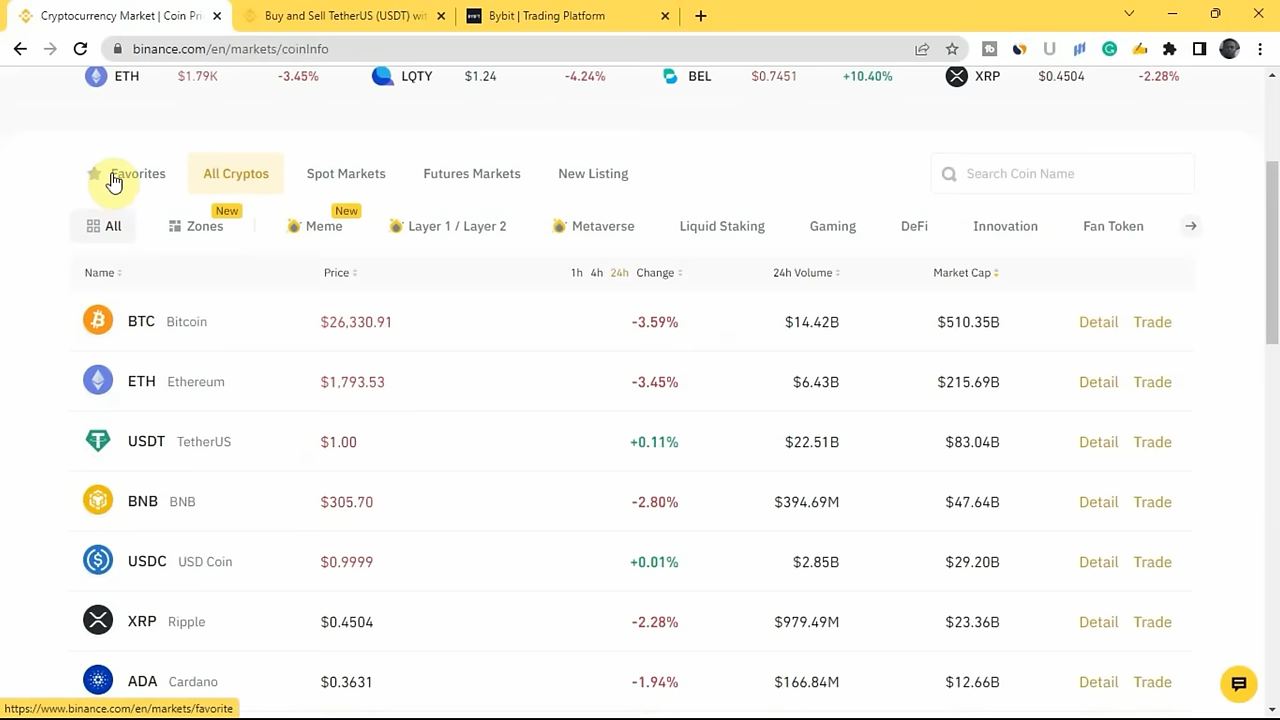 Cryptocurrency Market | Coin Pri
Buy and Sell TetherUS (USDT) wit
Bybit | Trading Platform
binance.com/en/markets/coinInfo
ETH $1.79K -3.45% LQTY $1.24 -4.24% BEL $0.7451 +10.40% XRP $0.4504 -2.28%
Favorites All Cryptos Spot Markets Futures Markets New Listing Search Coin Name
New New
All Zones Meme Layer 1 / Layer 2 Metaverse Liquid Staking Gaming DeFi Innovation Fan Token
Name Price 1h 4h 24h Change 24h Volume Market Cap
BTC Bitcoin $26,330.91 -3.59% $14.42B $510.35B Detail Trade
ETH Ethereum $1,793.53 -3.45% $6.43B $215.69B Detail Trade
USDT TetherUS $1.00 +0.11% $22.51B $83.04B Detail Trade
BNB BNB $305.70 -2.80% $394.69M $47.64B Detail Trade
USDC USD Coin $0.9999 +0.01% $2.85B $29.20B Detail Trade
XRP Ripple $0.4504 -2.28% $979.49M $23.36B Detail Trade
ADA Cardano $0.3631 -1.94% $166.84M $12.66B Detail Trade
https://www.binance.com/en/markets/favorite